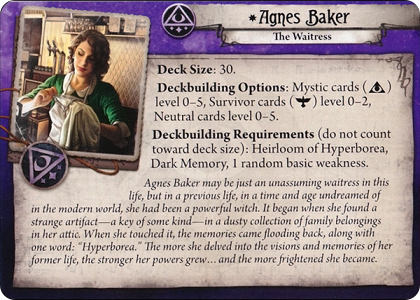 *Agnes Baker
The Waitress
Deck Size: 30.
Deckbuilding Options: Mystic cards ( )
level 0–5, Survivor cards ( ) level 0–2,
Neutral cards level 0–5.
Deckbuilding Requirements (do not count
toward deck size): Heirloom of Hyperborea,
Dark Memory, 1 random basic weakness.
Agnes Baker may be just an unassuming waitress in this
life, but in a previous life, in a time and age undreamed of
in the modern world, she had been a powerful witch. It began when she found a
strange artifact—a key of some kind—in a dusty collection of family belongings
in her attic. When she touched it, the memories came flooding back, along with
one word: “Hyperborea.” The more she delved into the visions and memories of her
former life, the stronger her powers grew… and the more frightened she became.